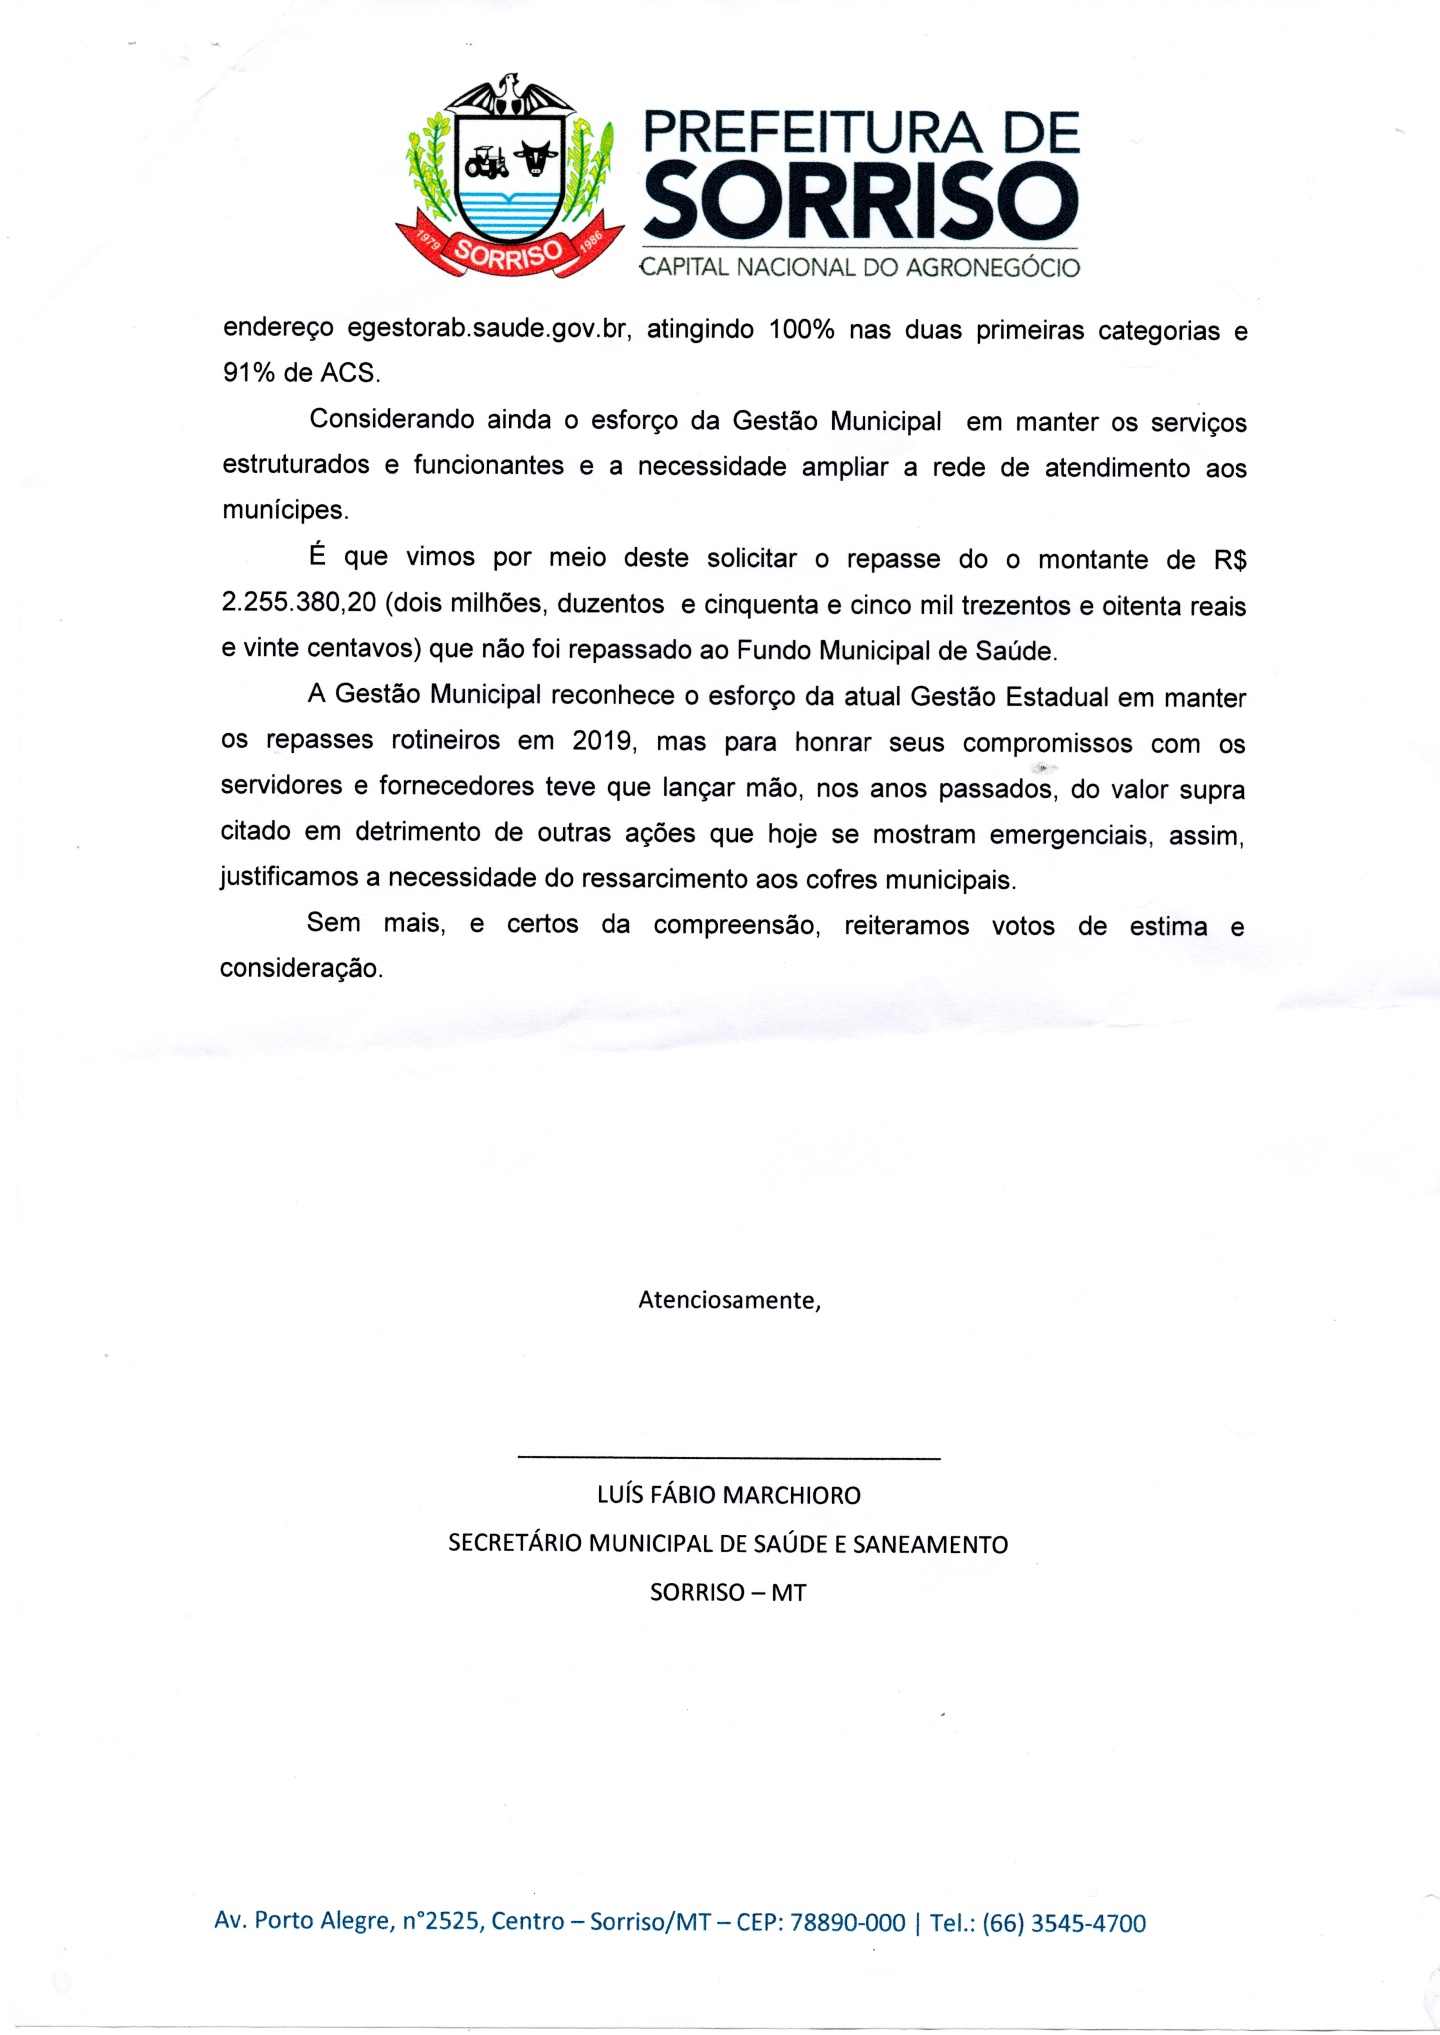 PREFEITURA DE
SORRISO
CAPITAL NACIONAL DO AGRONEGÓCIO
1979 SORRISO 1986
endereço egestorab.saude.gov.br, atingindo 100% nas duas primeiras categorias e
91% de ACS.
Considerando ainda o esforço da Gestão Municipal em manter os serviços
estruturados e funcionantes e a necessidade ampliar a rede de atendimento aos
munícipes.
É que vimos por meio deste solicitar o repasse do o montante de R$
2.255.380,20 (dois milhões, duzentos e cinquenta e cinco mil trezentos e oitenta reais
e vinte centavos) que não foi repassado ao Fundo Municipal de Saúde.
A Gestão Municipal reconhece o esforço da atual Gestão Estadual em manter
os repasses rotineiros em 2019, mas para honrar seus compromissos com os
servidores e fornecedores teve que lançar mão, nos anos passados, do valor supra
citado em detrimento de outras ações que hoje se mostram emergenciais, assim,
justificamos a necessidade do ressarcimento aos cofres municipais.
Sem mais, e certos da compreensão, reiteramos votos de estima e
consideração.
Atenciosamente,
LUÍS FÁBIO MARCHIORO
SECRETÁRIO MUNICIPAL DE SAÚDE E SANEAMENTO
SORRISO – MT
Av. Porto Alegre, n°2525, Centro – Sorriso/MT – CEP: 78890-000 | Tel.: (66) 3545-4700